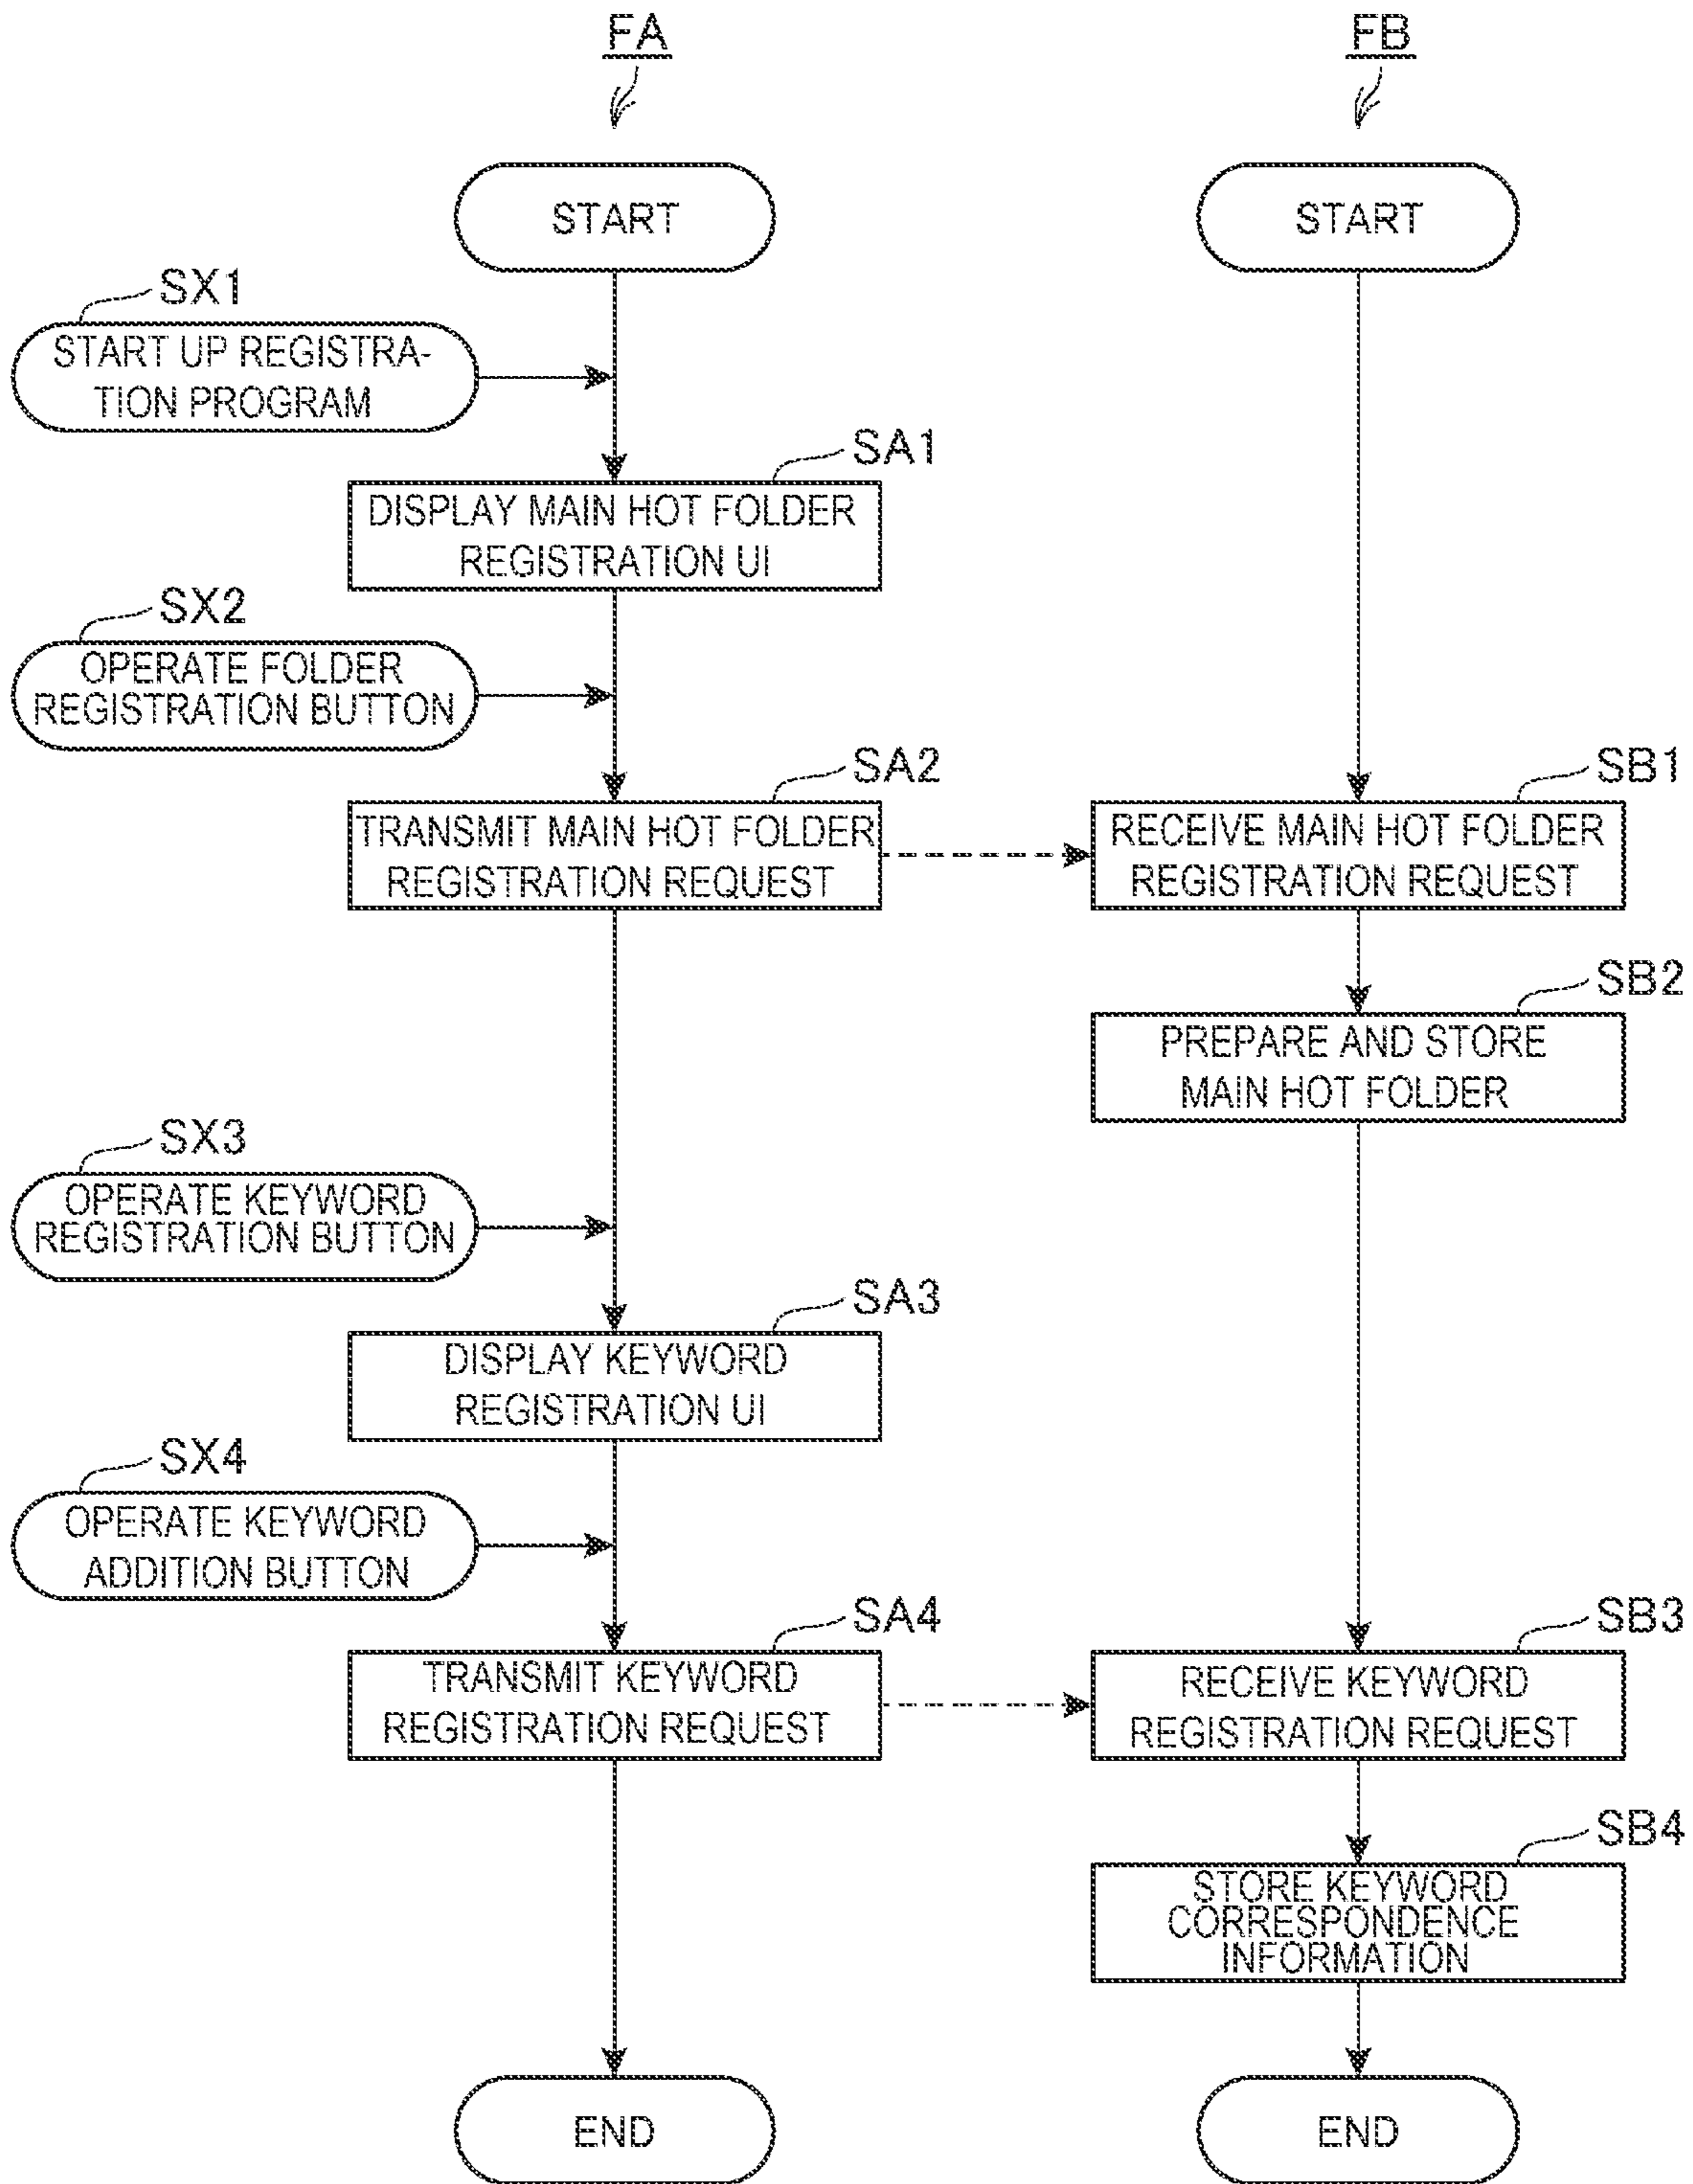 FA
FB
START
START
SX1
START UP REGISTRA-
TION PROGRAM
SA1
DISPLAY MAIN HOT FOLDER
REGISTRATION UI
SX2
OPERATE FOLDER
REGISTRATION BUTTON
SA2
TRANSMIT MAIN HOT FOLDER
REGISTRATION REQUEST
SB1
RECEIVE MAIN HOT FOLDER
REGISTRATION REQUEST
SB2
PREPARE AND STORE
MAIN HOT FOLDER
SX3
OPERATE KEYWORD
REGISTRATION BUTTON
SA3
DISPLAY KEYWORD
REGISTRATION UI
SX4
OPERATE KEYWORD
ADDITION BUTTON
SA4
TRANSMIT KEYWORD
REGISTRATION REQUEST
SB3
RECEIVE KEYWORD
REGISTRATION REQUEST
SB4
STORE KEYWORD
CORRESPONDENCE
INFORMATION
END
END